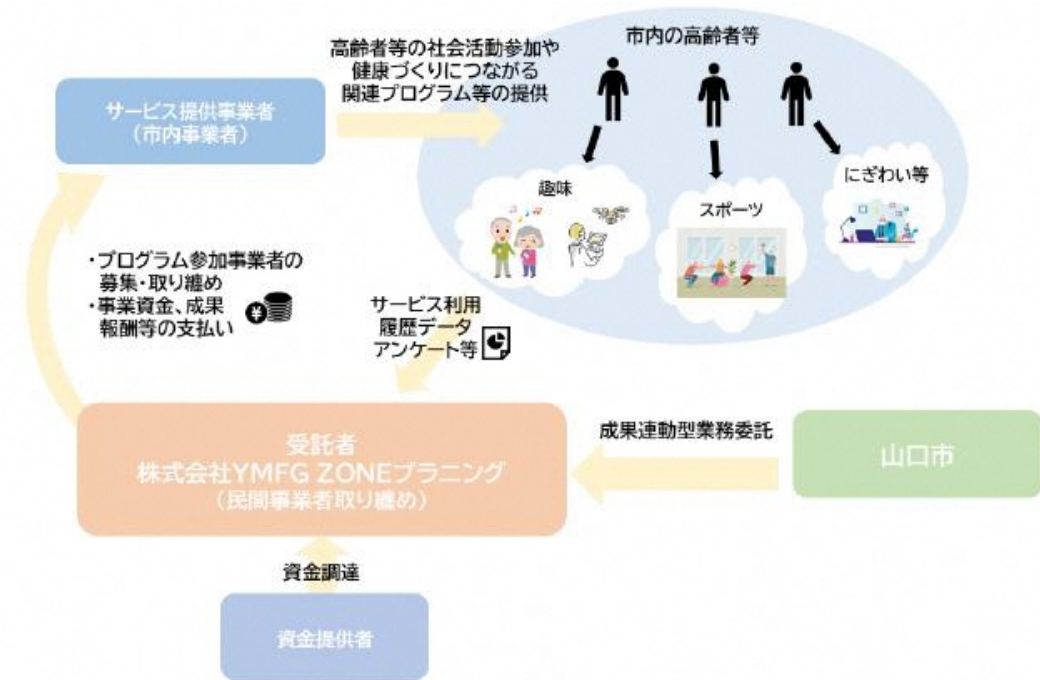 高齢者等の社会活動参加や
健康づくりにつながる
関連プログラム等の提供
市内の高齢者等
サービス提供事業者
(市内事業者)
趣味
スポーツ
にぎわい等
・プログラム参加事業者の
募集・取り纏め
・事業資金、成果
報酬等の支払い
¥
サービス利用
履歴データ
アンケート等
受託者
株式会社YMFG ZONEプラニング
(民間事業者取り纏め)
成果連動型業務委託
山口市
資金調達
資金提供者